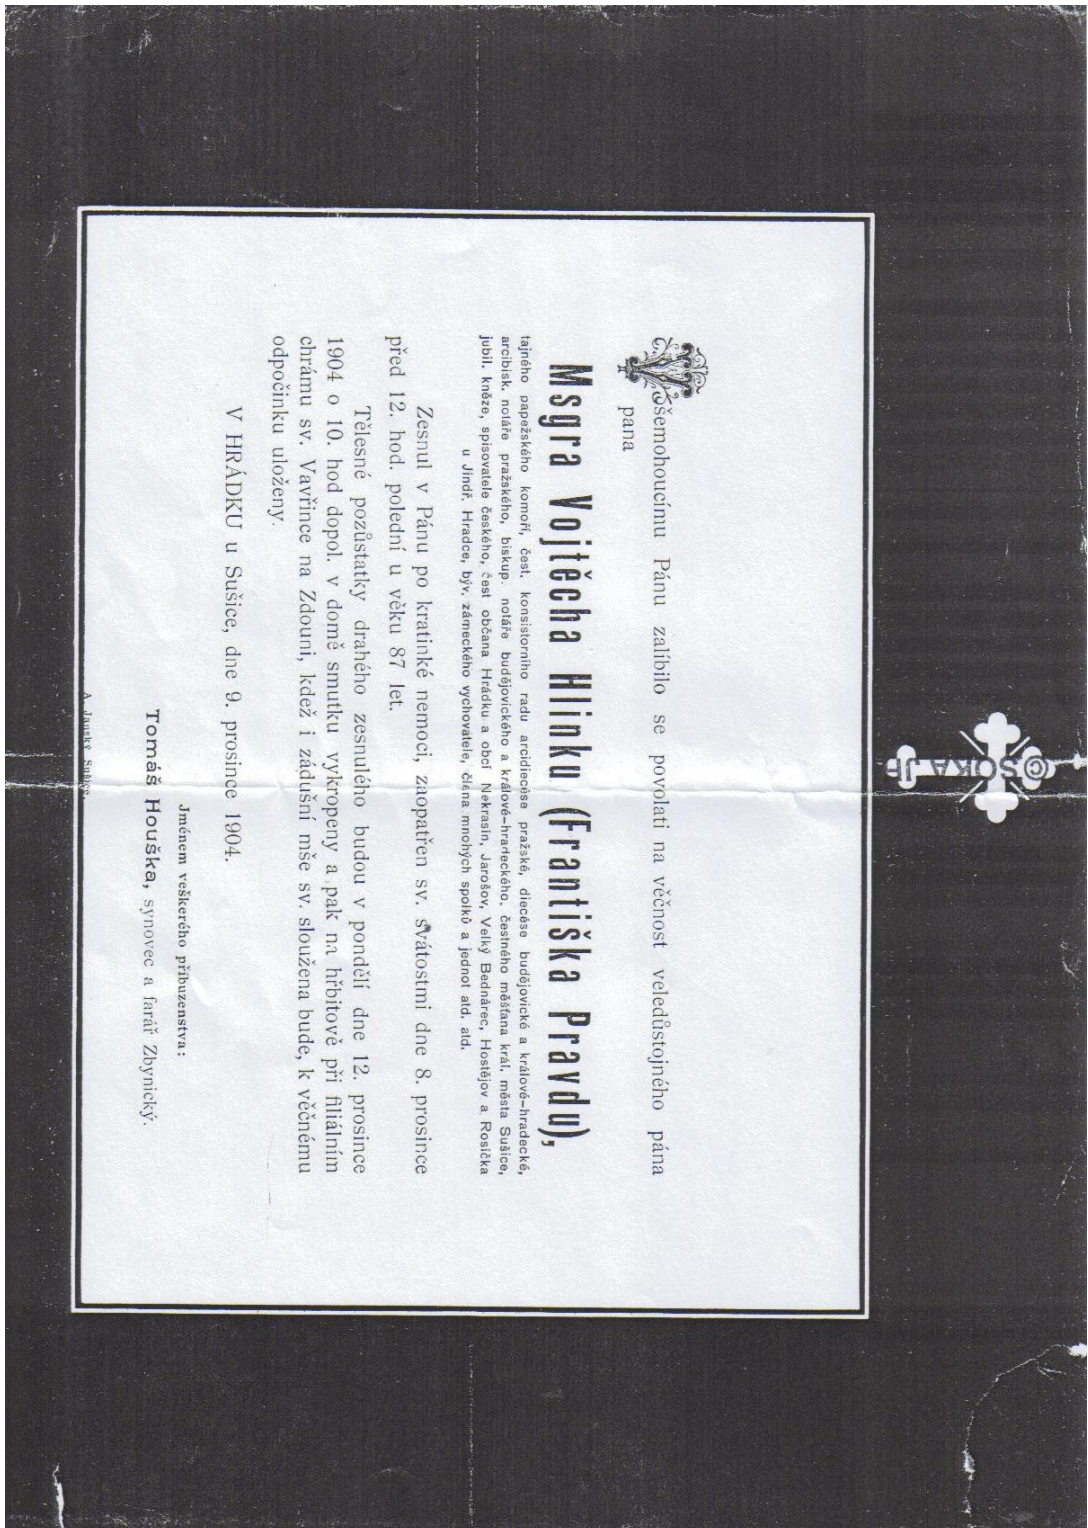 © SOKA JH
Všemohoucímu Pánu zalíbilo se povolati na věčnost veledůstojného pána
pana
Msgra Vojtěcha Hlinku (Františka Pravdu),
tajného papežského komoří, čest. konsistorního radu arcidiecése pražské, diecése budějovické a králové-hradecké,
arcibisk. notáře pražského, biskup. notáře budějovického a králové-hradeckého, čestného měšťana král. města Sušice,
jubil. kněze, spisovatele českého, čest občana Hrádku a obcí Nekrasin, Jarošov, Velký Bednárec, Hostějov a Rosička
u Jindř. Hradce, býv. zámeckého vychovatele, člena mnohých spolků a jednot atd. atd.
Zesnul v Pánu po kratinké nemoci, zaopatřen sv. svátostmi dne 8. prosince
před 12. hod. polední u věku 87 let.
Tělesné pozůstatky drahého zesnulého budou v pondělí dne 12. prosince
1904 o 10. hod dopol. v domě smutku vykropeny a pak na hřbitově při filiálním
chrámu sv. Vavřince na Zdouni, kdež i zádušní mše sv. sloužena bude, k věčnému
odpočinku uloženy.
V HRÁDKU u Sušice, dne 9. prosince 1904.
Jménem veškerého příbuzenstva:
Tomáš Houška, synovec a farář Zbynický.
A. Janský Sušice.